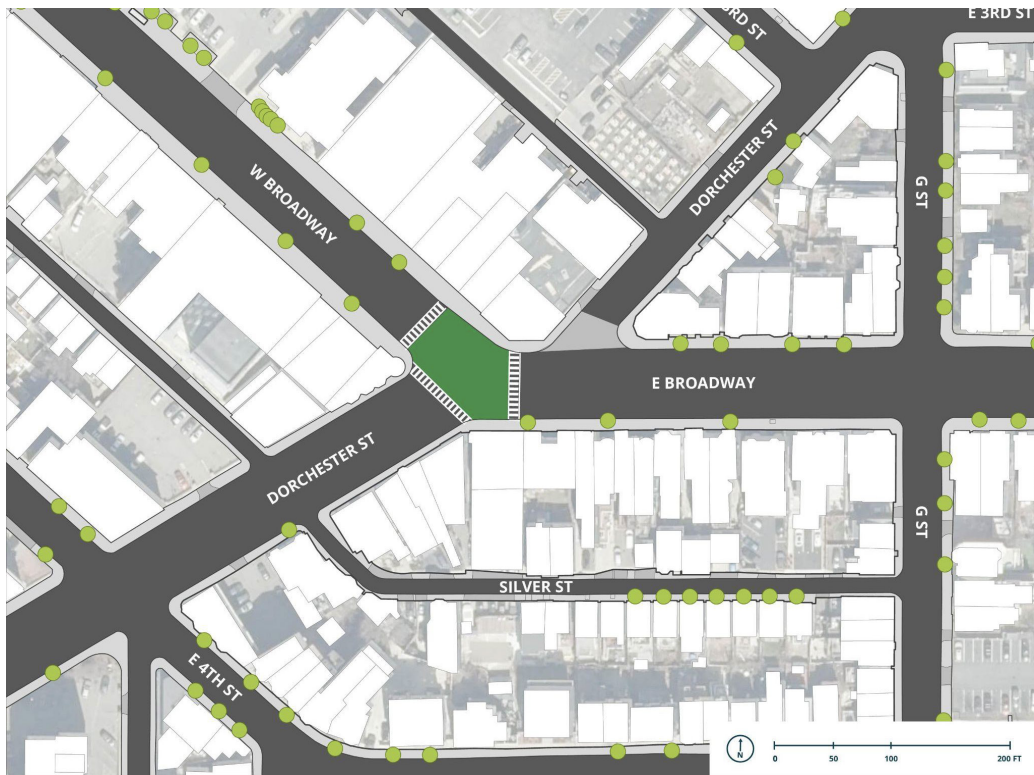 3RD ST
E 3RD ST
DORCHESTER ST
W BROADWAY
G ST
E BROADWAY
DORCHESTER ST
G ST
SILVER ST
E 4TH ST
N
0 50 100 200 FT